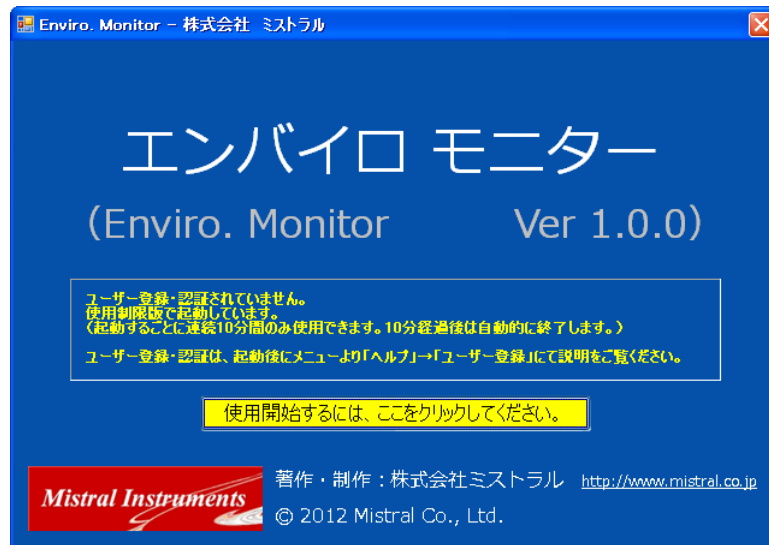 Enviro. Monitor - 株式会社 ミストラル
エンバイロ モニター
(Enviro. Monitor Ver 1.0.0)
ユーザー登録・認証されていません。
使用制限版で起動しています。
(起動するごとに連続10分間のみ使用できます。10分経過後は自動的に終了します。)
ユーザー登録・認証は、起動後にメニューより「ヘルプ」→「ユーザー登録」にて説明をご覧ください。
使用開始するには、ここをクリックしてください。
Mistral Instruments
著作・制作:株式会社ミストラル http://www.mistral.co.jp
© 2012 Mistral Co., Ltd.